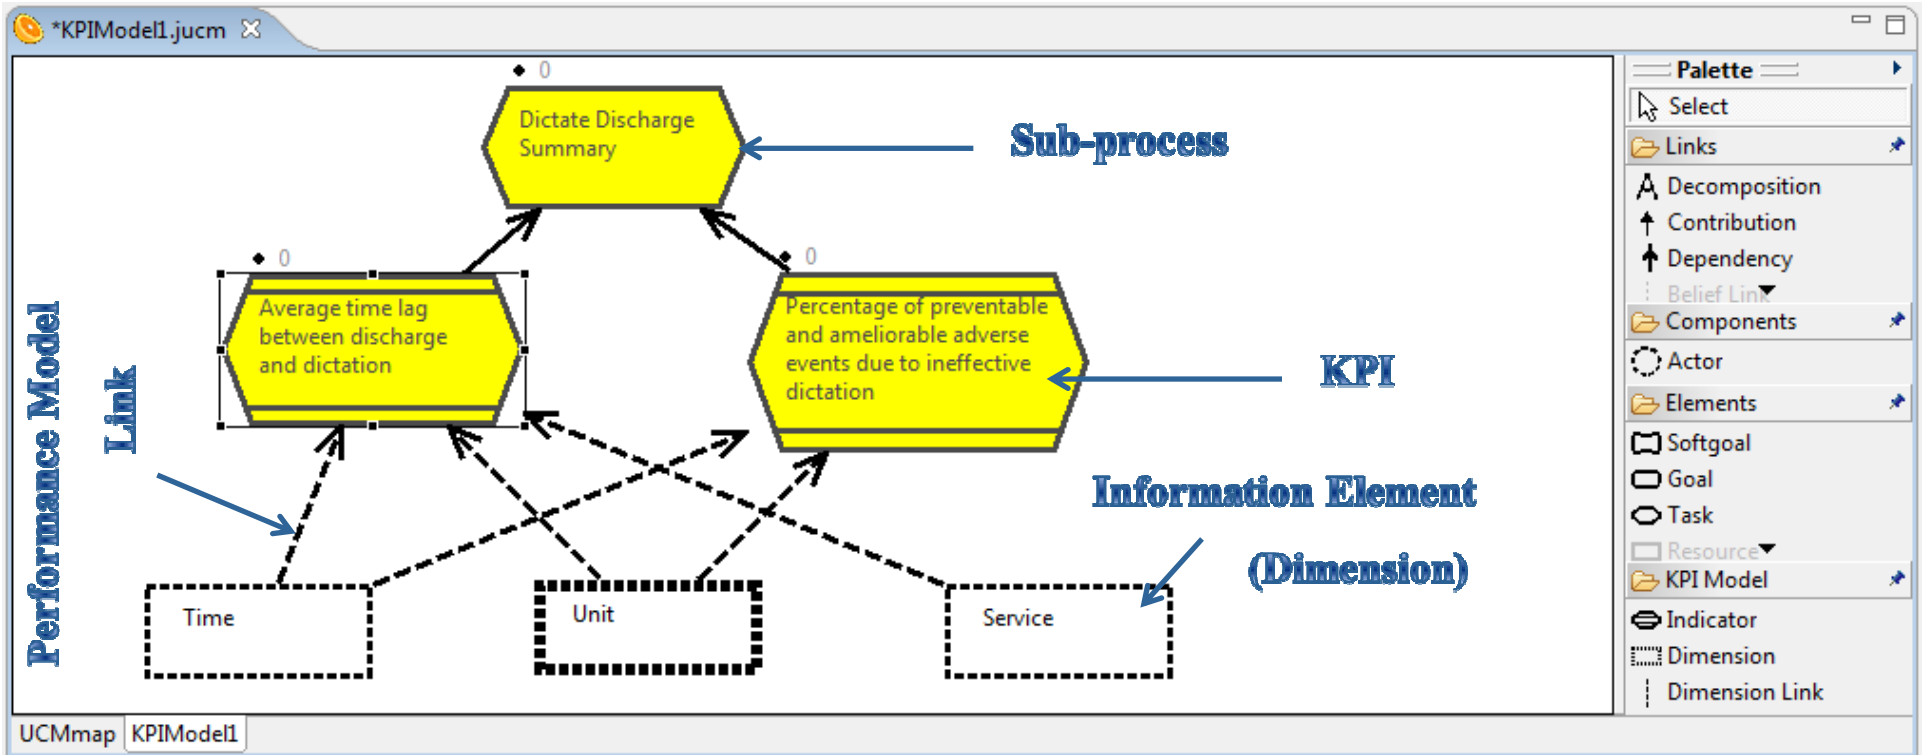 *KPIModel1.jucm
0
Dictate Discharge
Summary
Sub-process
0
Average time lag
between discharge
and dictation
0
Percentage of preventable
and ameliorable adverse
events due to ineffective
dictation
KPI
Performance Model
Link
Information Element
(Dimension)
Time
Unit
Service
Palette
Select
Links
Decomposition
Contribution
Dependency
Belief Link
Components
Actor
Elements
Softgoal
Goal
Task
Resource
KPI Model
Indicator
Dimension
Dimension Link
UCMmap
KPIModel1